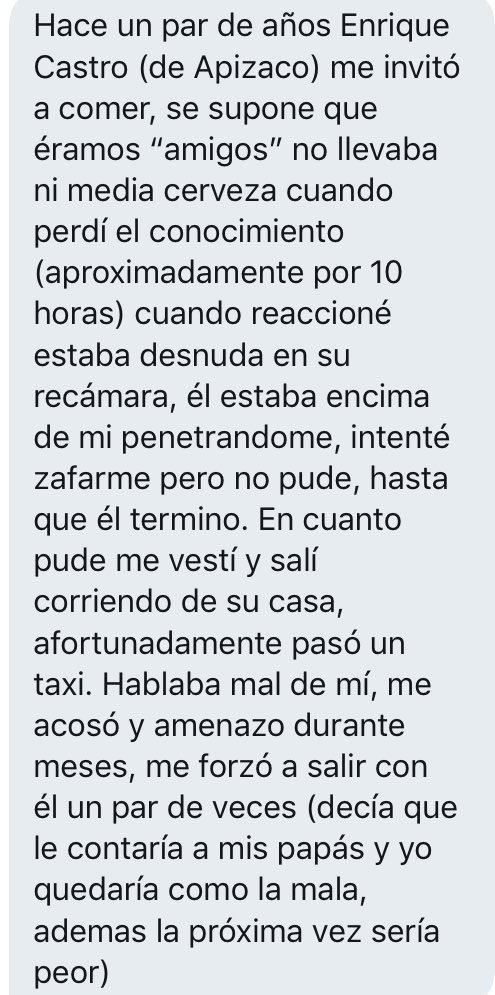 Hace un par de años Enrique
Castro (de Apizaco) me invitó
a comer, se supone que
éramos “amigos” no llevaba
ni media cerveza cuando
perdí el conocimiento
(aproximadamente por 10
horas) cuando reaccioné
estaba desnuda en su
recámara, él estaba encima
de mi penetrandome, intenté
zafarme pero no pude, hasta
que él termino. En cuanto
pude me vestí y salí
corriendo de su casa,
afortunadamente pasó un
taxi. Hablaba mal de mí, me
acosó y amenazo durante
meses, me forzó a salir con
él un par de veces (decía que
le contaría a mis papás y yo
quedaría como la mala,
ademas la próxima vez sería
peor)